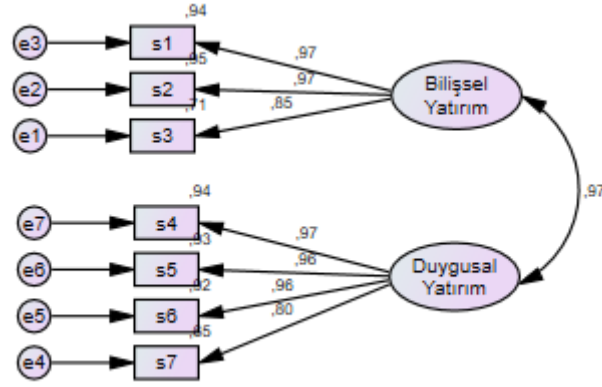 ,94
e3 s1
,97
,95
e2 s2
,97
Bilişsel
Yatırım
,71
e1 s3
,85
,97
,94
e7 s4
,97
,93
e6 s5
,96
Duygusal
Yatırım
,92
e5 s6
,96
,80
,65
e4 s7